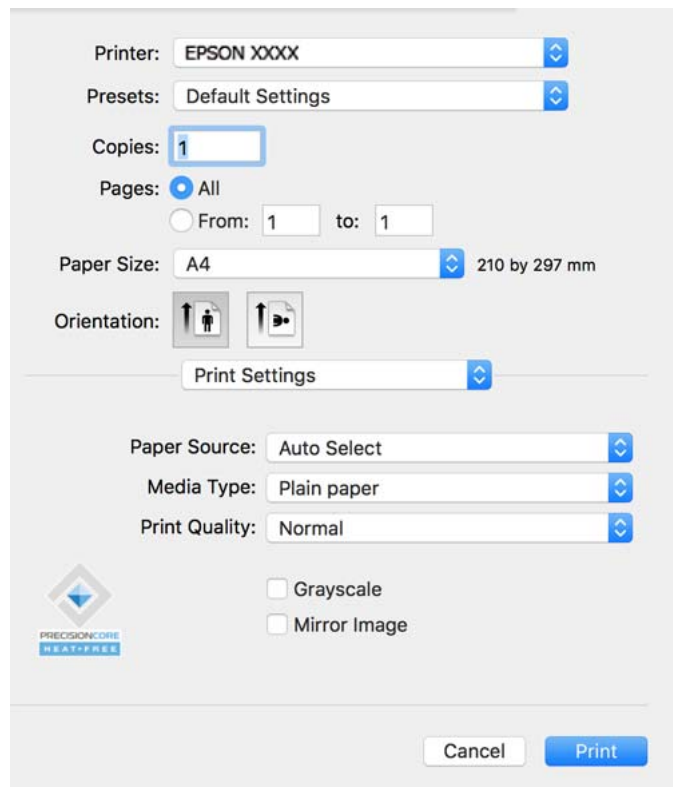 Printer: EPSON XXXX
Presets: Default Settings
Copies: 1
Pages: All
From: 1 to: 1
Paper Size: A4 210 by 297 mm
Orientation:
Print Settings
Paper Source: Auto Select
Media Type: Plain paper
Print Quality: Normal
Grayscale
Mirror Image
PRECISIONCORE
HEAT-FREE
Cancel Print